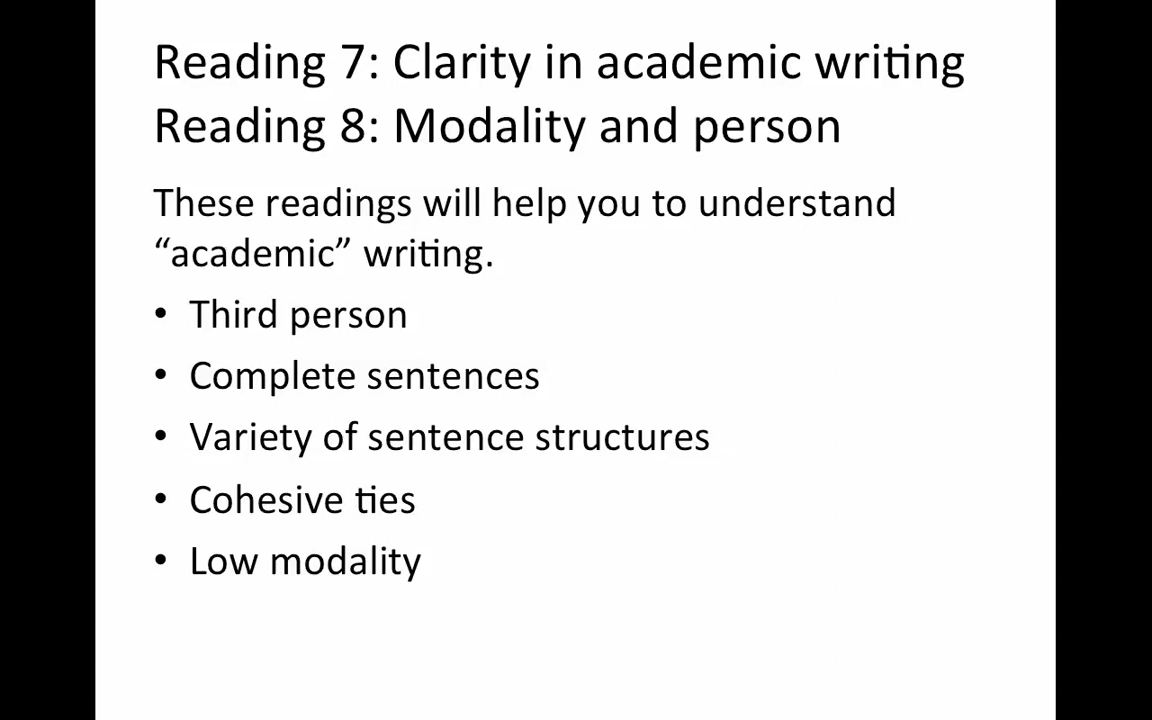 Reading 7: Clarity in academic writing
Reading 8: Modality and person
These readings will help you to understand
“academic” writing.
• Third person
• Complete sentences
• Variety of sentence structures
• Cohesive ties
• Low modality